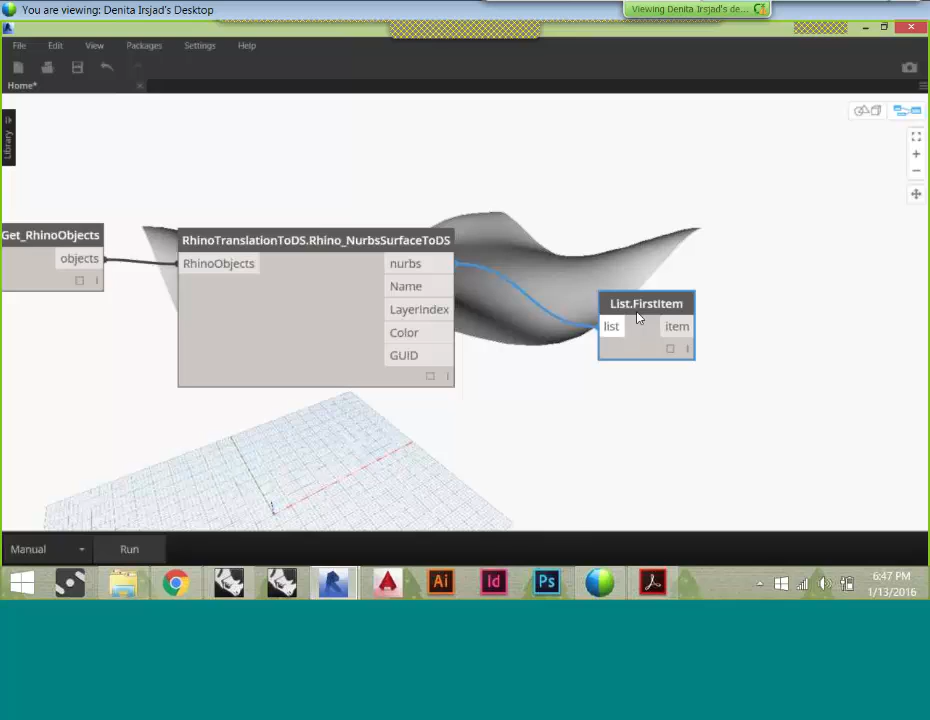 You are viewing: Denita Irsjad's Desktop
Viewing Denita Irsjad's de...
File Edit View Packages Settings Help
Home*
Library
Get_RhinoObjects
objects
RhinoTranslationToDS.Rhino_NurbsSurfaceToDS
RhinoObjects
nurbs
Name
LayerIndex
Color
GUID
List.FirstItem
list item
Manual Run
Ai Id Ps
6:47 PM
1/13/2016